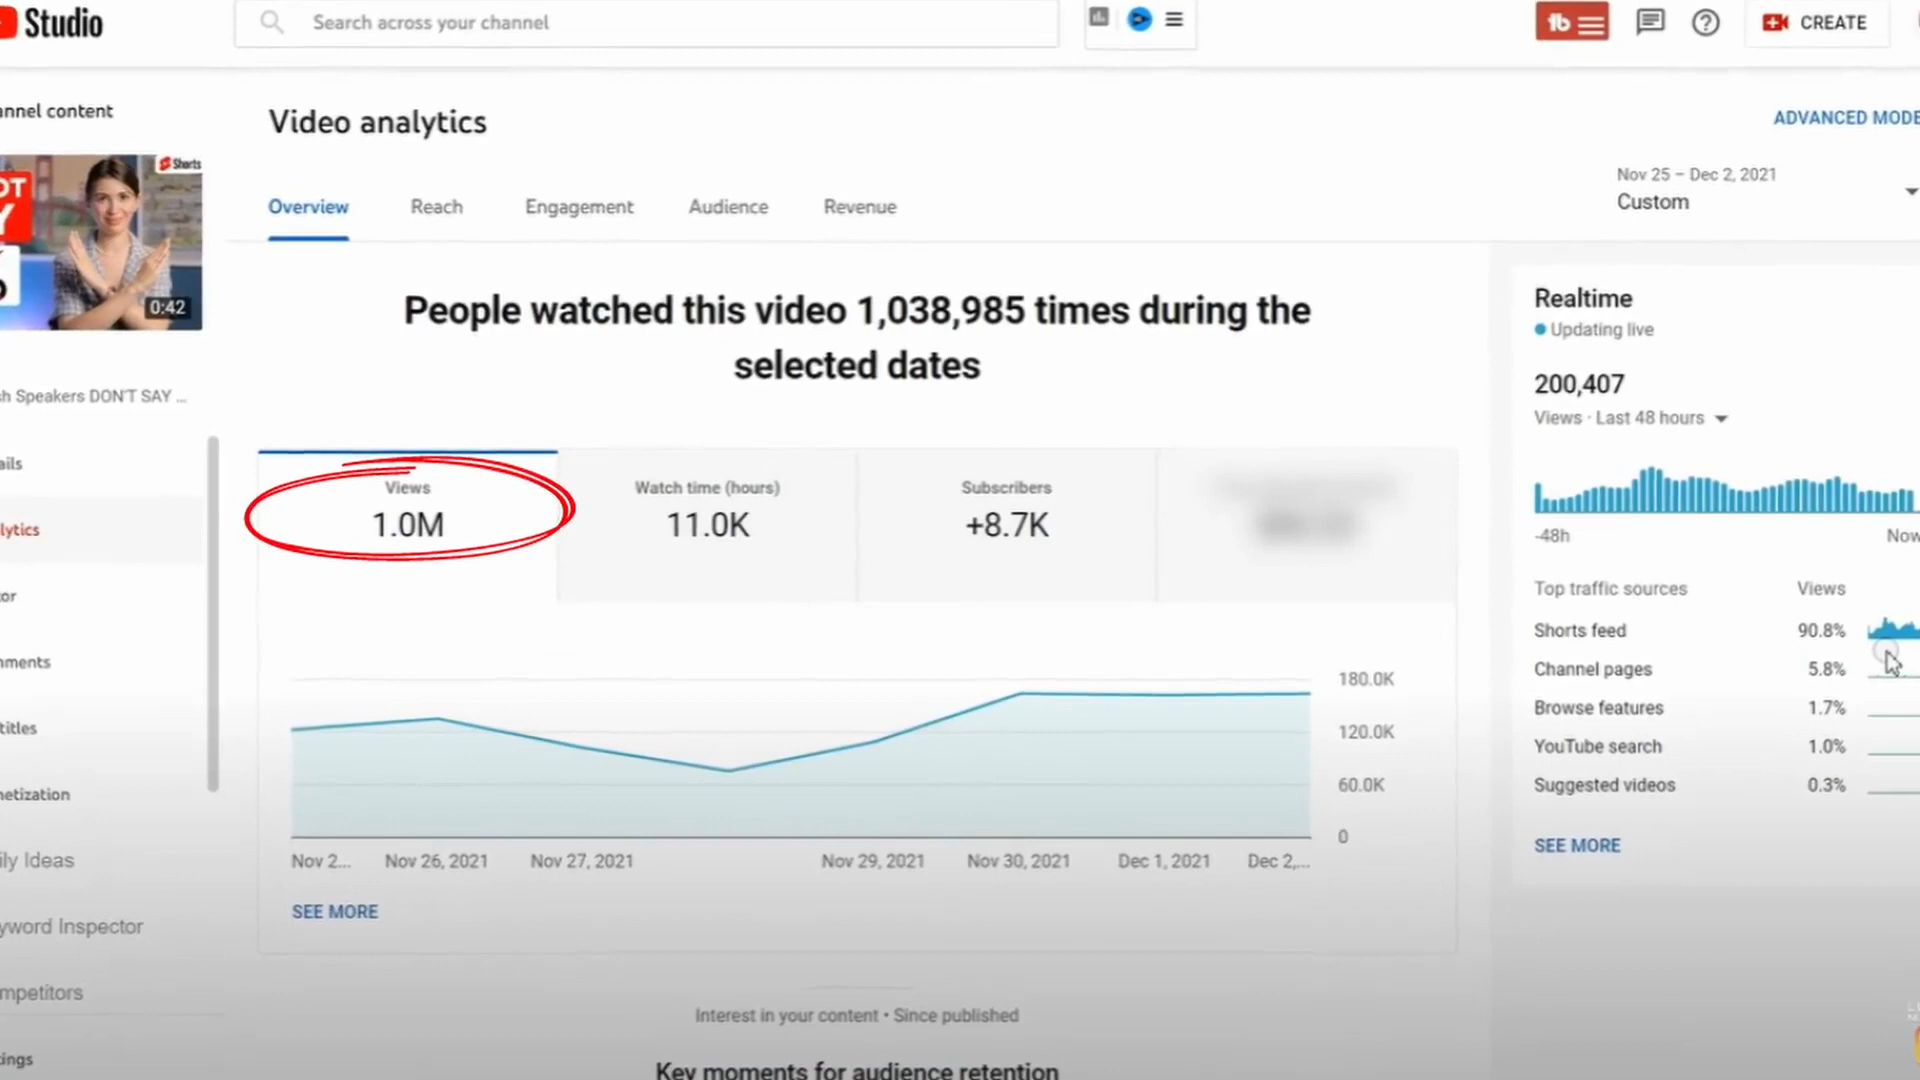 Studio
Search across your channel
CREATE
Video analytics
ADVANCED MODE
Nov 25 – Dec 2, 2021
Custom
Overview
Reach
Engagement
Audience
Revenue
nnel content
Shorts
OT
Y
0:42
sh Speakers DON'T SAY ...
ails
lytics
tor
nments
titles
netization
ily Ideas
yword Inspector
mpetitors
tings
People watched this video 1,038,985 times during the
selected dates
Views
1.0M
Watch time (hours)
11.0K
Subscribers
+8.7K
180.0K
120.0K
60.0K
0
Nov 2...
Nov 26, 2021
Nov 27, 2021
Nov 29, 2021
Nov 30, 2021
Dec 1, 2021
Dec 2,...
SEE MORE
Interest in your content • Since published
Key moments for audience retention
Realtime
Updating live
200,407
Views · Last 48 hours
-48h
Now
Top traffic sources Views
Shorts feed 90.8%
Channel pages 5.8%
Browse features 1.7%
YouTube search 1.0%
Suggested videos 0.3%
SEE MORE